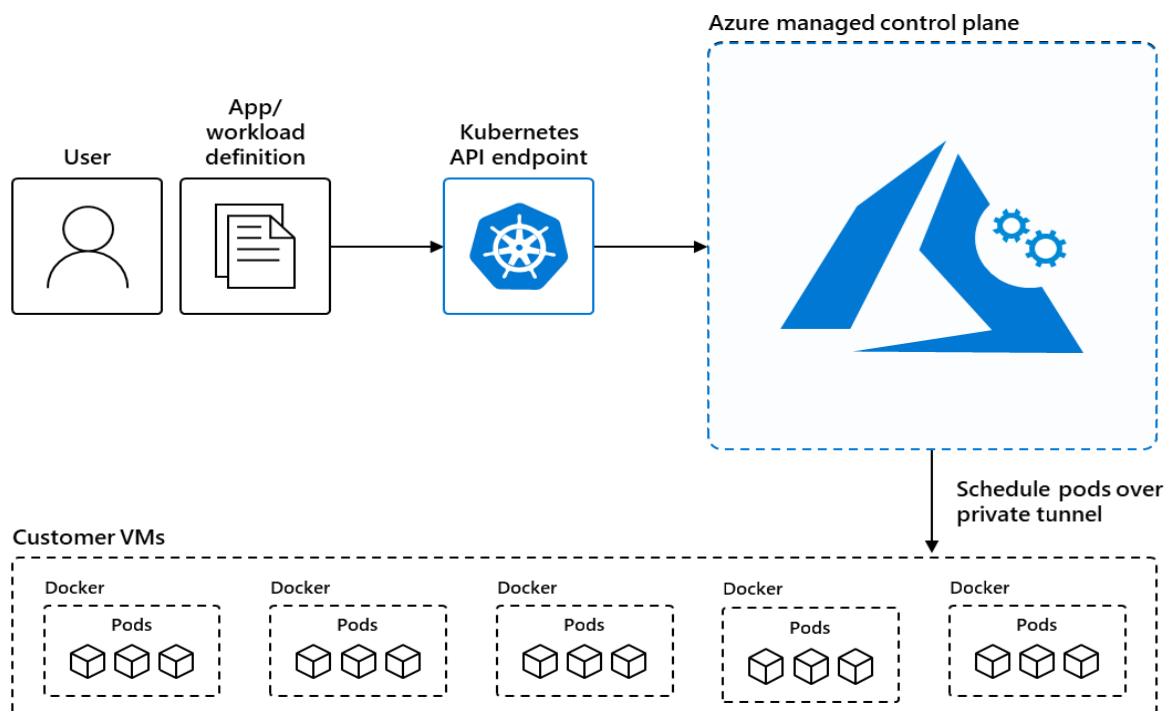 Azure managed control plane
User
App/
workload
definition
Kubernetes
API endpoint
Schedule pods over
private tunnel
Customer VMs
Docker
Docker
Docker
Docker
Docker
Pods
Pods
Pods
Pods
Pods